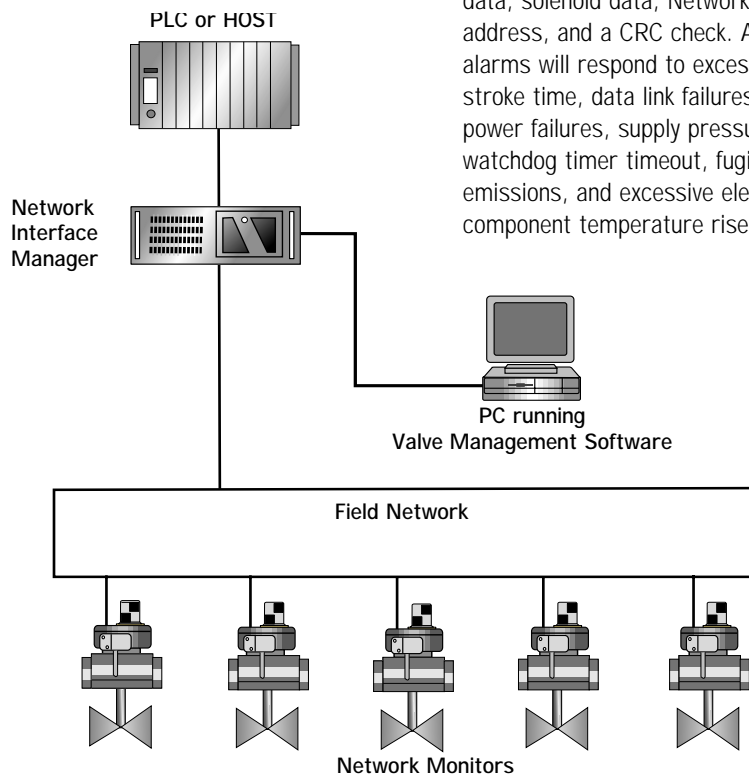 data, solenoid data, Network
address, and a CRC check. A
alarms will respond to exces
stroke time, data link failures
power failures, supply pressu
watchdog timer timeout, fugi
emissions, and excessive ele
component temperature rise
PLC or HOST
Network
Interface
Manager
PC running
Valve Management Software
Field Network
Network Monitors